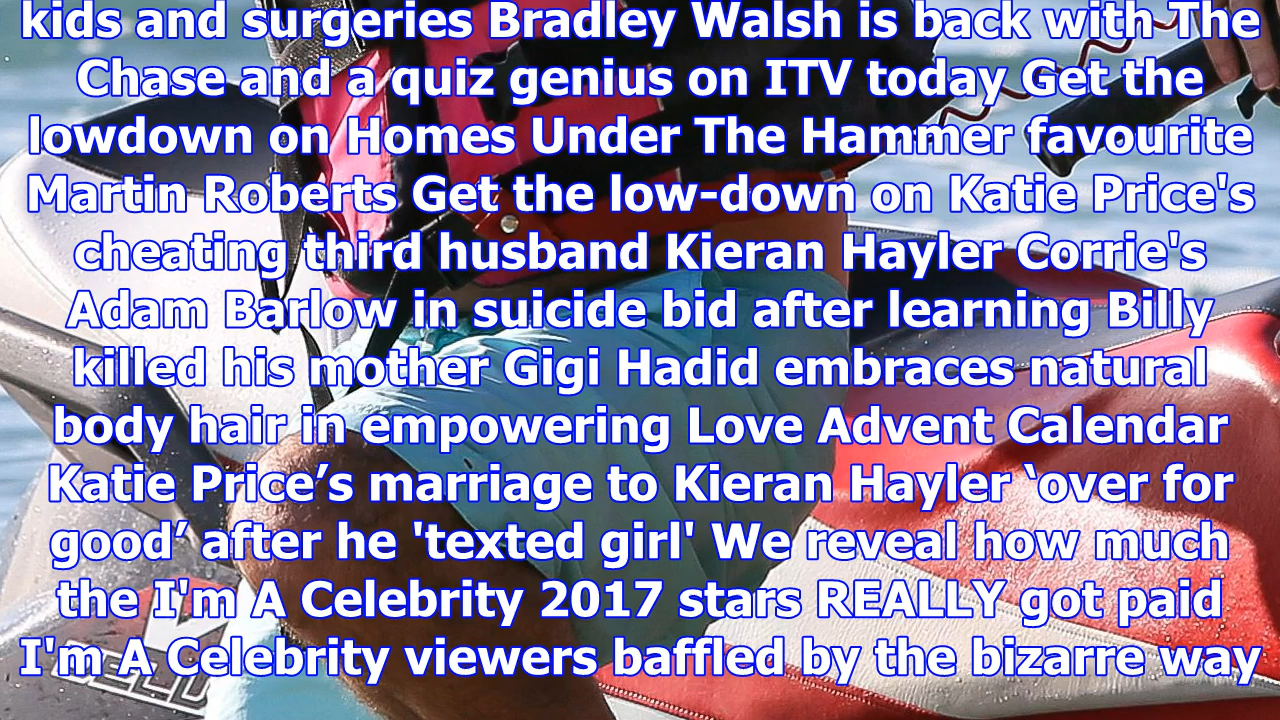 kids and surgeries Bradley Walsh is back with The
Chase and a quiz genius on ITV today Get the
lowdown on Homes Under The Hammer favourite
Martin Roberts Get the low-down on Katie Price's
cheating third husband Kieran Hayler Corrie's
Adam Barlow in suicide bid after learning Billy
killed his mother Gigi Hadid embraces natural
body hair in empowering Love Advent Calendar
Katie Price’s marriage to Kieran Hayler ‘over for
good’ after he 'texted girl' We reveal how much
the I'm A Celebrity 2017 stars REALLY got paid
I'm A Celebrity viewers baffled by the bizarre way